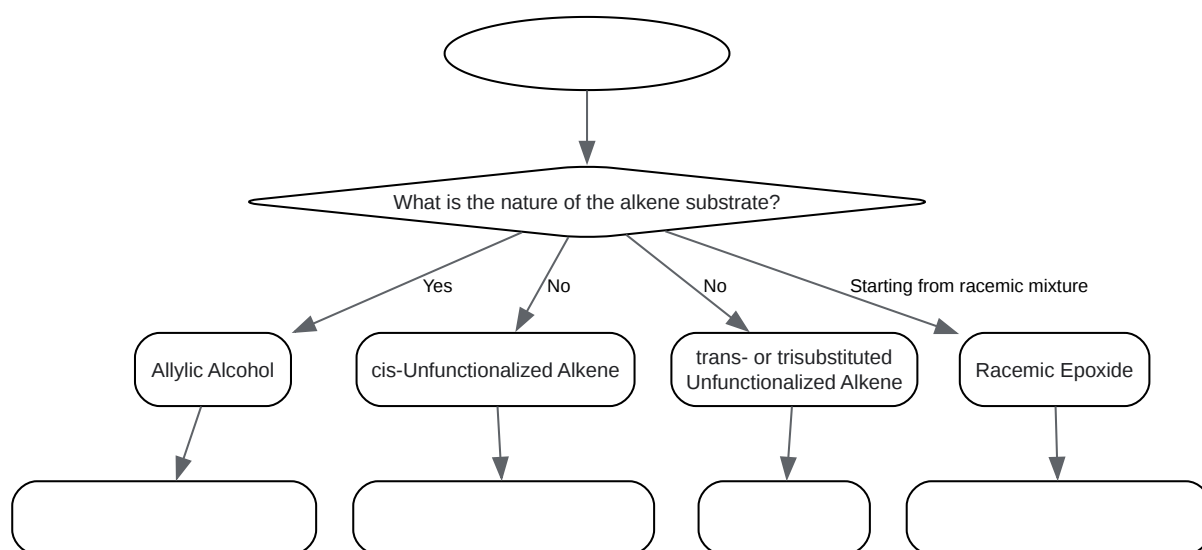 What is the nature of the alkene substrate?
Yes
No
No
Starting from racemic mixture
Allylic Alcohol
cis-Unfunctionalized Alkene
trans- or trisubstituted
Unfunctionalized Alkene
Racemic Epoxide